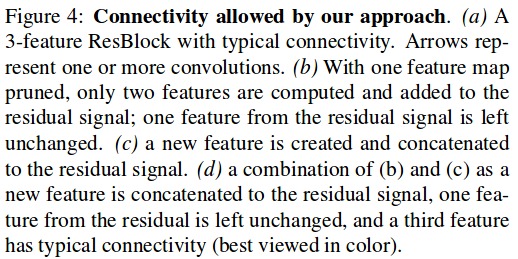 Figure 4: Connectivity allowed by our approach. (a) A
3-feature ResBlock with typical connectivity. Arrows rep-
resent one or more convolutions. (b) With one feature map
pruned, only two features are computed and added to the
residual signal; one feature from the residual signal is left
unchanged. (c) a new feature is created and concatenated
to the residual signal. (d) a combination of (b) and (c) as a
new feature is concatenated to the residual signal, one fea-
ture from the residual is left unchanged, and a third feature
has typical connectivity (best viewed in color).